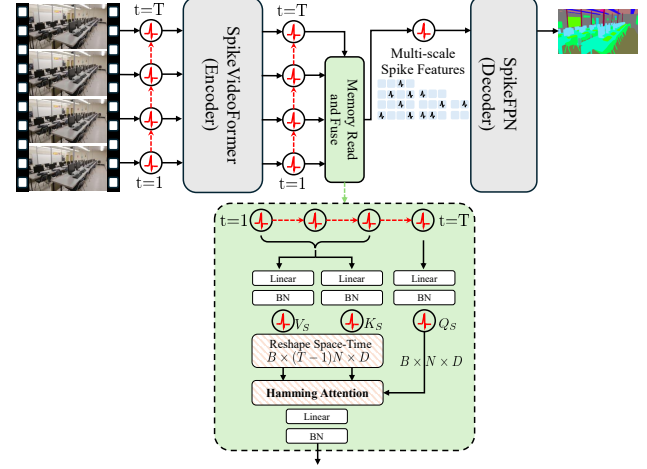 t=T
t=1
SpikeVideoFormer
(Encoder)
t=T
t=1
Memory Read
and Fuse
Multi-scale
Spike Features
SpikeFPN
(Decoder)
t=1
t=T
Linear
BN
Linear
BN
Linear
BN
V_S
K_S
Q_S
Reshape Space-Time
B × (T − 1)N × D
B × N × D
Hamming Attention
Linear
BN